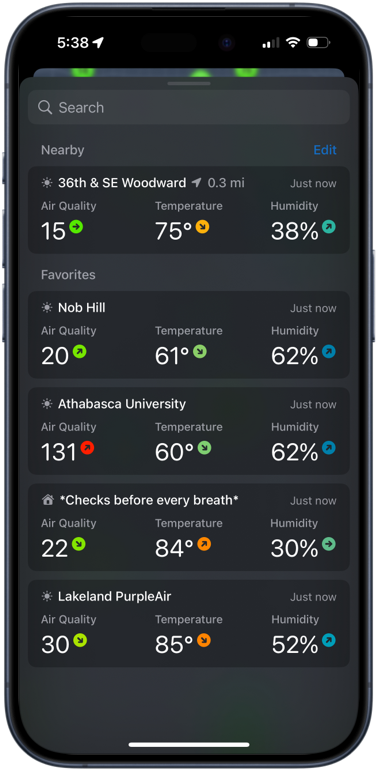 5:38
Search
Nearby Edit
36th & SE Woodward 0.3 mi Just now
Air Quality Temperature Humidity
15 75° 38%
Favorites
Nob Hill Just now
Air Quality Temperature Humidity
20 61° 62%
Athabasca University Just now
Air Quality Temperature Humidity
131 60° 62%
*Checks before every breath* Just now
Air Quality Temperature Humidity
22 84° 30%
Lakeland PurpleAir Just now
Air Quality Temperature Humidity
30 85° 52%